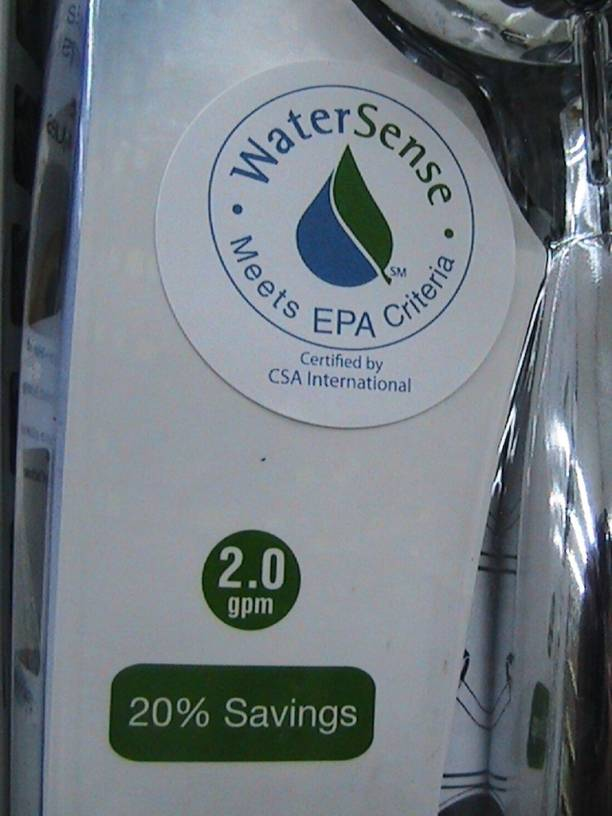 WaterSense
Meets EPA Criteria
SM
Certified by
CSA International
2.0
gpm
20% Savings